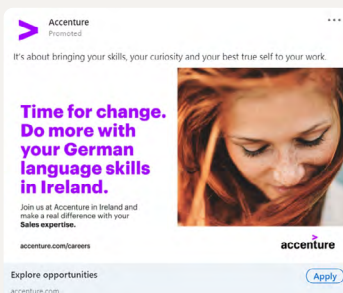 Accenture
Promoted
It's about bringing your skills, your curiosity and your best true self to your work.
Time for change.
Do more with
your German
language skills
in Ireland.
Join us at Accenture in Ireland and
make a real difference with your
Sales expertise.
accenture.com/careers
accenture
Explore opportunities
Apply
accenture.com